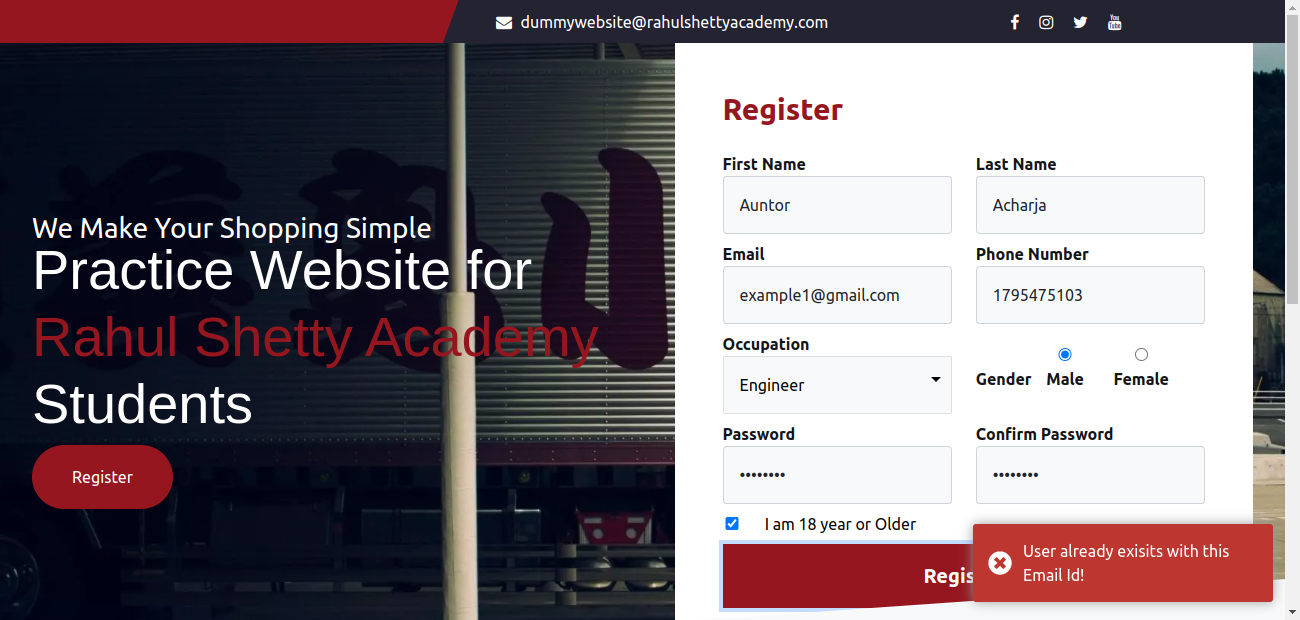 dummywebsite@rahulshettyacademy.com
You
Tube
We Make Your Shopping Simple
Practice Website for
Rahul Shetty Academy
Students
Register
Register
First Name
Last Name
Auntor
Acharja
Email
Phone Number
example1@gmail.com
1795475103
Occupation
Engineer
Gender Male Female
Password
Confirm Password
••••••••
••••••••
I am 18 year or Older
User already exisits with this
Email Id!